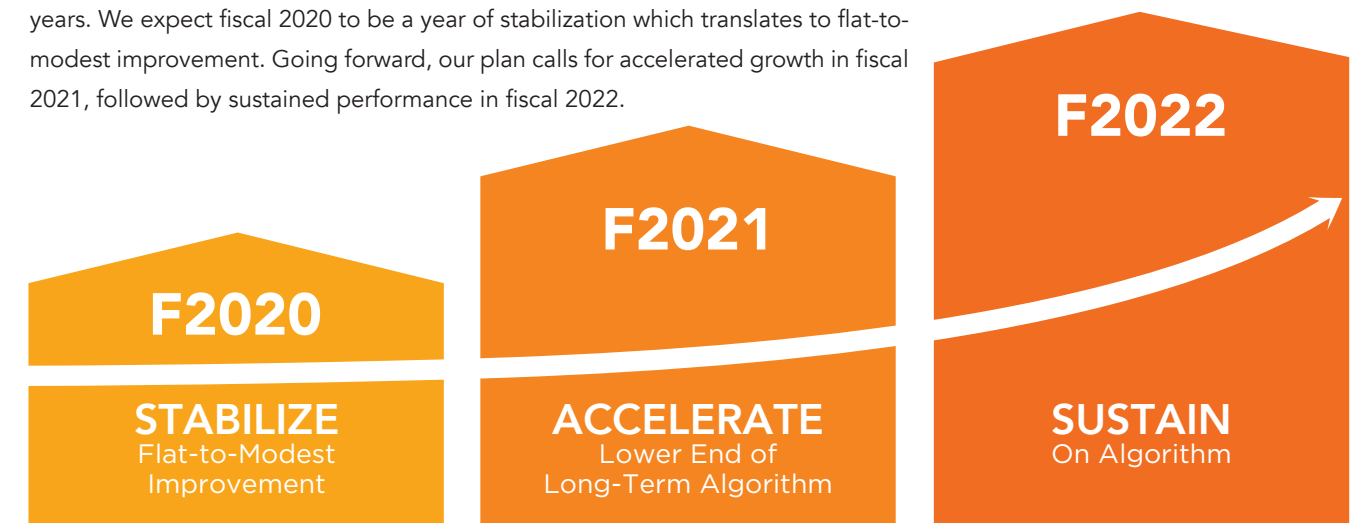 years. We expect fiscal 2020 to be a year of stabilization which translates to flat-to-
modest improvement. Going forward, our plan calls for accelerated growth in fiscal
2021, followed by sustained performance in fiscal 2022.
F2020
STABILIZE
Flat-to-Modest
Improvement
F2021
ACCELERATE
Lower End of
Long-Term Algorithm
F2022
SUSTAIN
On Algorithm